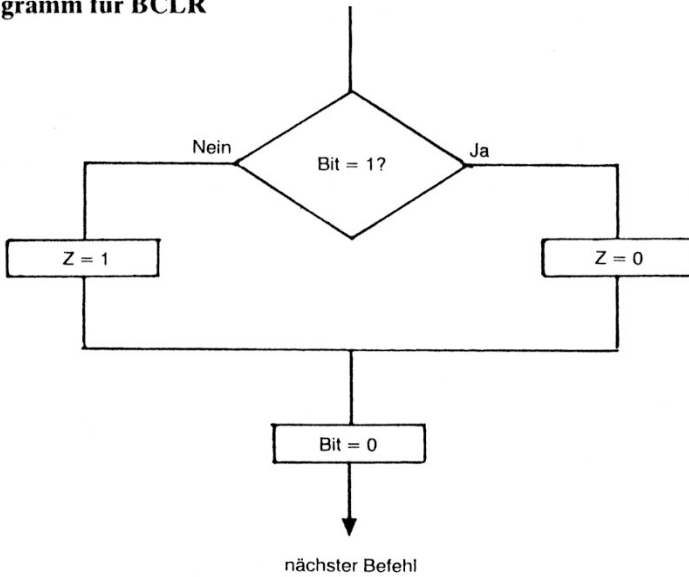 gramm für BCLR
Nein
Ja
Bit = 1?
Z = 1
Z = 0
Bit = 0
nächster Befehl